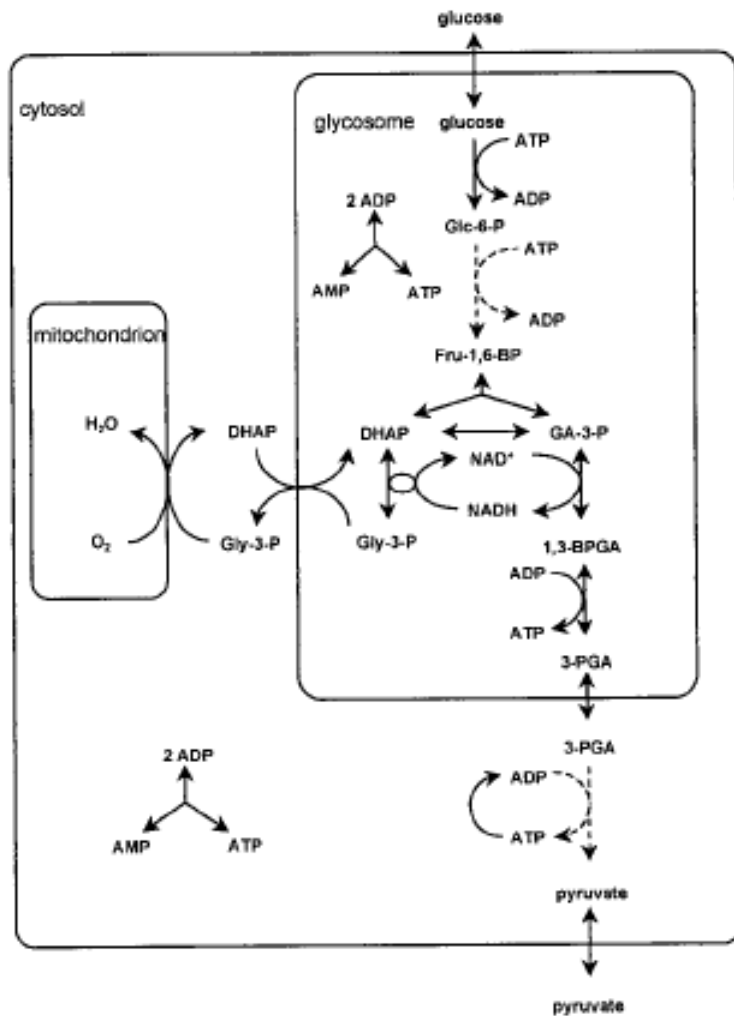 glucose
cytosol
glycosome
glucose
ATP
ADP
2 ADP
Glc-6-P
ATP
AMP
ATP
ADP
mitochondrion
Fru-1,6-BP
H₂O
DHAP
DHAP
GA-3-P
NAD⁺
NADH
O₂
Gly-3-P
Gly-3-P
1,3-BPGA
ADP
ATP
3-PGA
3-PGA
2 ADP
ADP
AMP
ATP
ATP
pyruvate
pyruvate